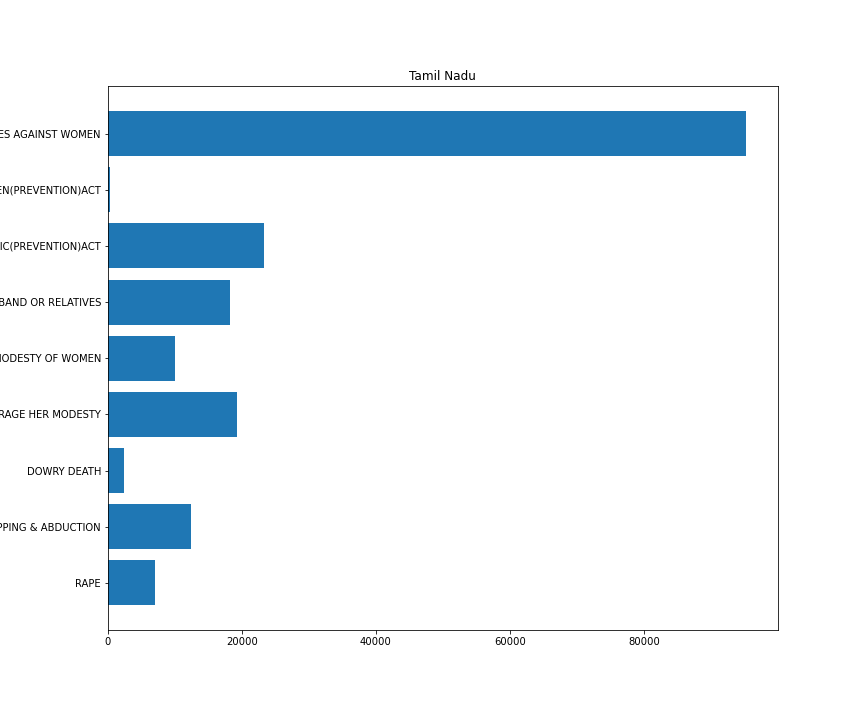 Tamil Nadu
ES AGAINST WOMEN
EN(PREVENTION)ACT
IC(PREVENTION)ACT
BAND OR RELATIVES
MODESTY OF WOMEN
RAGE HER MODESTY
DOWRY DEATH
PPING & ABDUCTION
RAPE
0 20000 40000 60000 80000